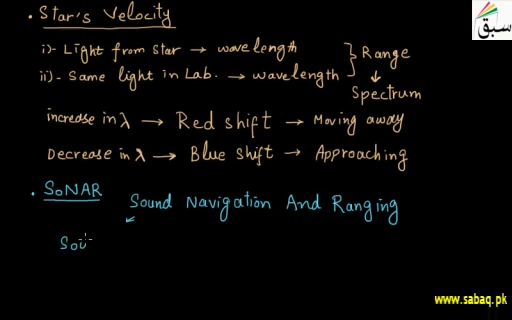 سبق
• Star's Velocity
i)- Light from Star → wavelength
ii)- Same light in Lab. → wavelength
} Range
↓
Spectrum
increase in λ → Red shift → Moving away
Decrease in λ → Blue shift → Approaching
• SoNAR Sound Navigation And Ranging
Soi
www.sabaq.pk